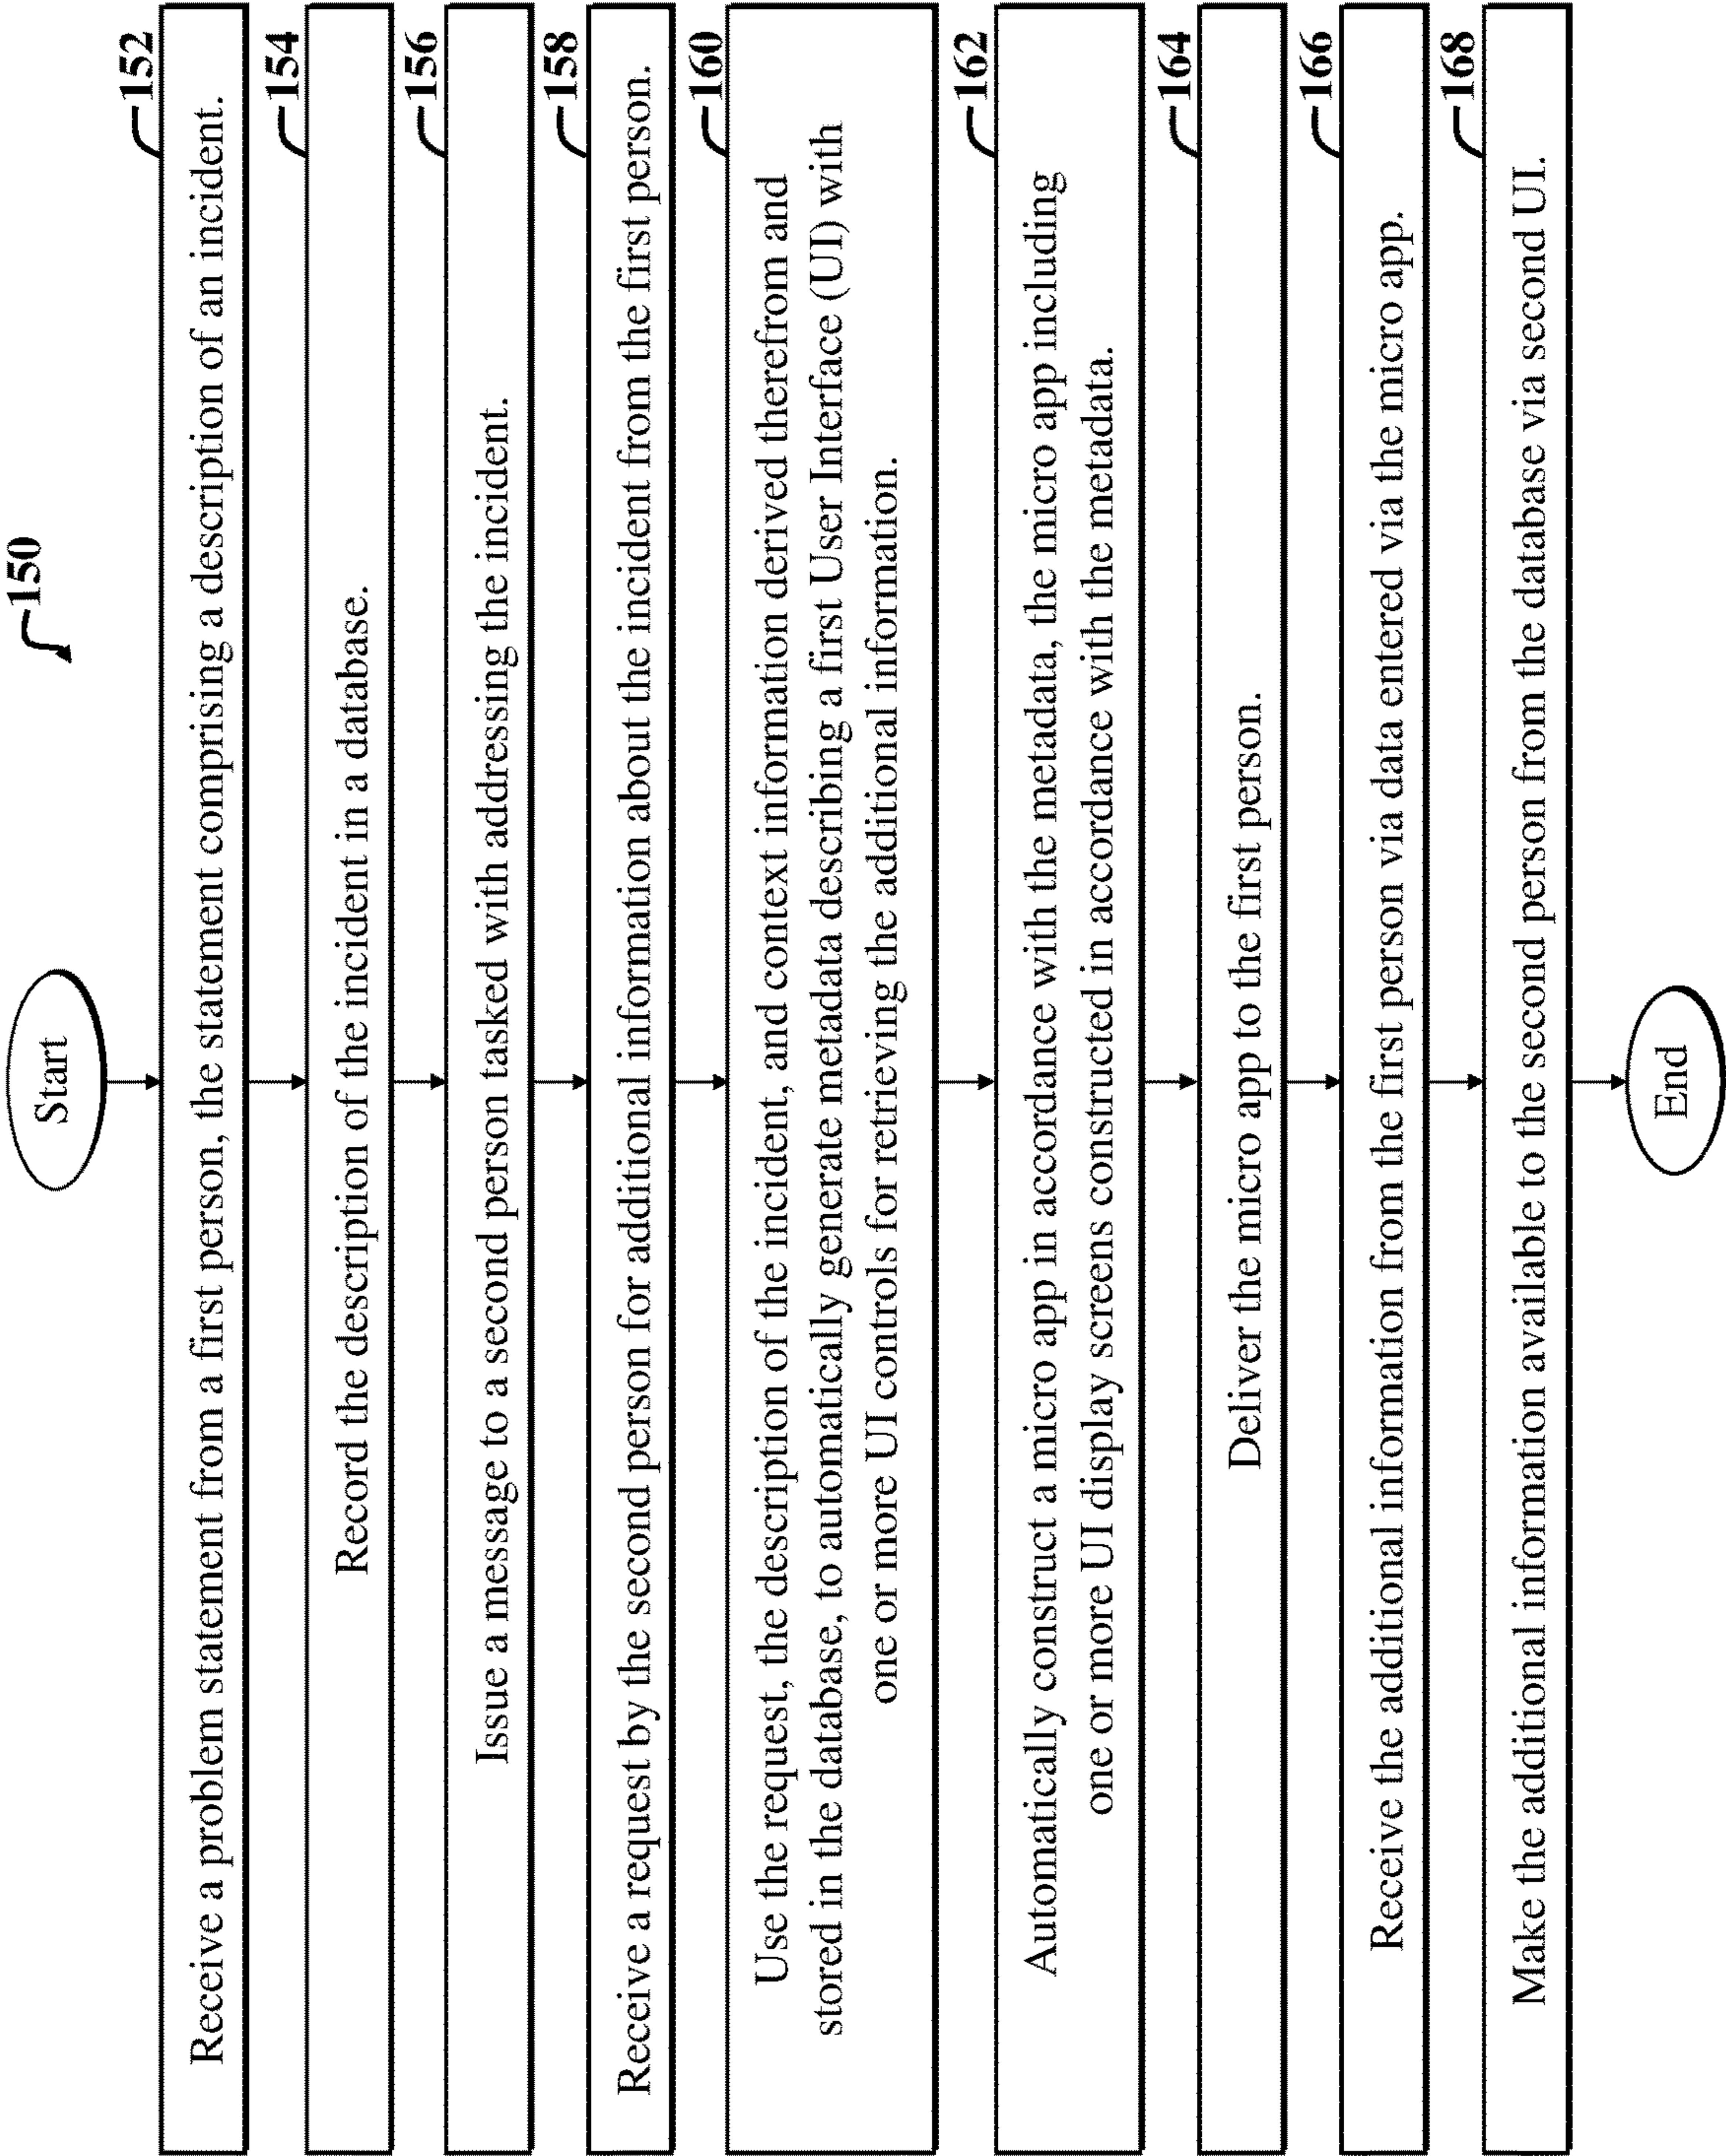 150
Start
152
Receive a problem statement from a first person, the statement comprising a description of an incident.
154
Record the description of the incident in a database.
156
Issue a message to a second person tasked with addressing the incident.
158
Receive a request by the second person for additional information about the incident from the first person.
160
Use the request, the description of the incident, and context information derived therefrom and
stored in the database, to automatically generate metadata describing a first User Interface (UI) with
one or more UI controls for retrieving the additional information.
162
Automatically construct a micro app in accordance with the metadata, the micro app including
one or more UI display screens constructed in accordance with the metadata.
164
Deliver the micro app to the first person.
166
Receive the additional information from the first person via data entered via the micro app.
168
Make the additional information available to the second person from the database via second UI.
End